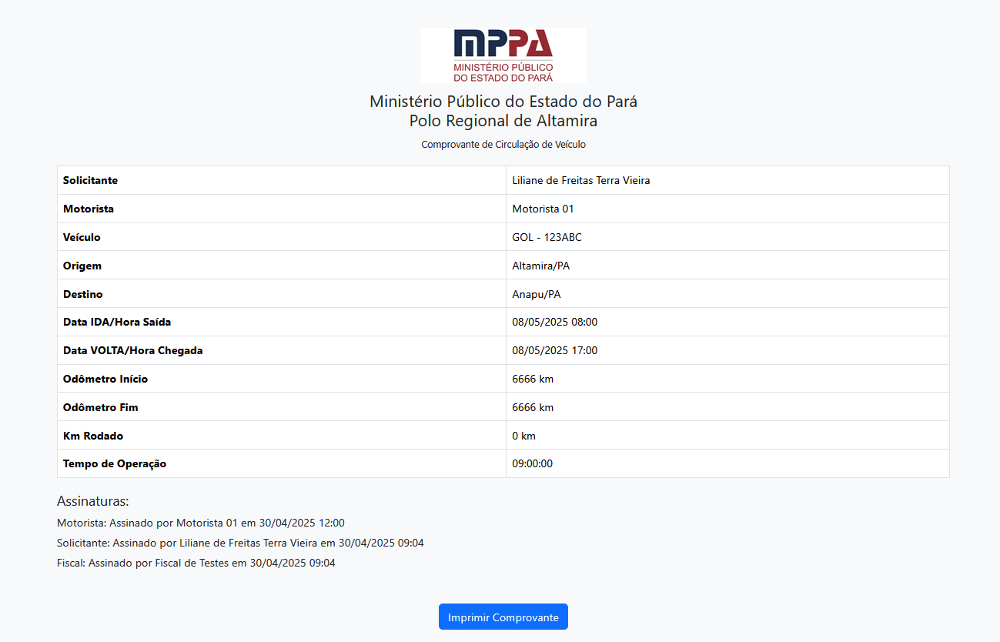 MPPA
MINISTÉRIO PÚBLICO
DO ESTADO DO PARÁ
Ministério Público do Estado do Pará
Polo Regional de Altamira
Comprovante de Circulação de Veículo
Solicitante Liliane de Freitas Terra Vieira
Motorista Motorista 01
Veículo GOL - 123ABC
Origem Altamira/PA
Destino Anapu/PA
Data IDA/Hora Saída 08/05/2025 08:00
Data VOLTA/Hora Chegada 08/05/2025 17:00
Odômetro Início 6666 km
Odômetro Fim 6666 km
Km Rodado 0 km
Tempo de Operação 09:00:00
Assinaturas:
Motorista: Assinado por Motorista 01 em 30/04/2025 12:00
Solicitante: Assinado por Liliane de Freitas Terra Vieira em 30/04/2025 09:04
Fiscal: Assinado por Fiscal de Testes em 30/04/2025 09:04
Imprimir Comprovante